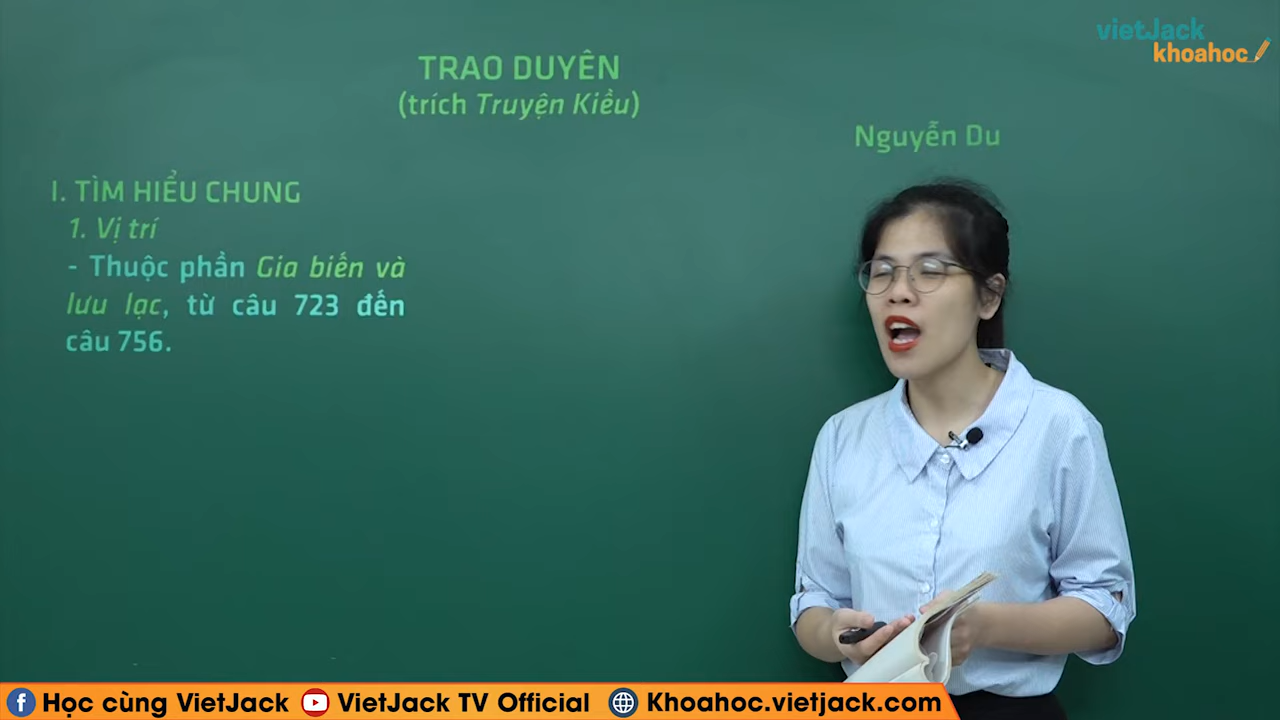 vietJack
khoahoc
TRAO DUYÊN
(trích Truyện Kiều)
Nguyễn Du
I. TÌM HIỂU CHUNG
1. Vị trí
- Thuộc phần Gia biến và
lưu lạc, từ câu 723 đến
câu 756.
Học cùng VietJack VietJack TV Official Khoahoc.vietjack.com